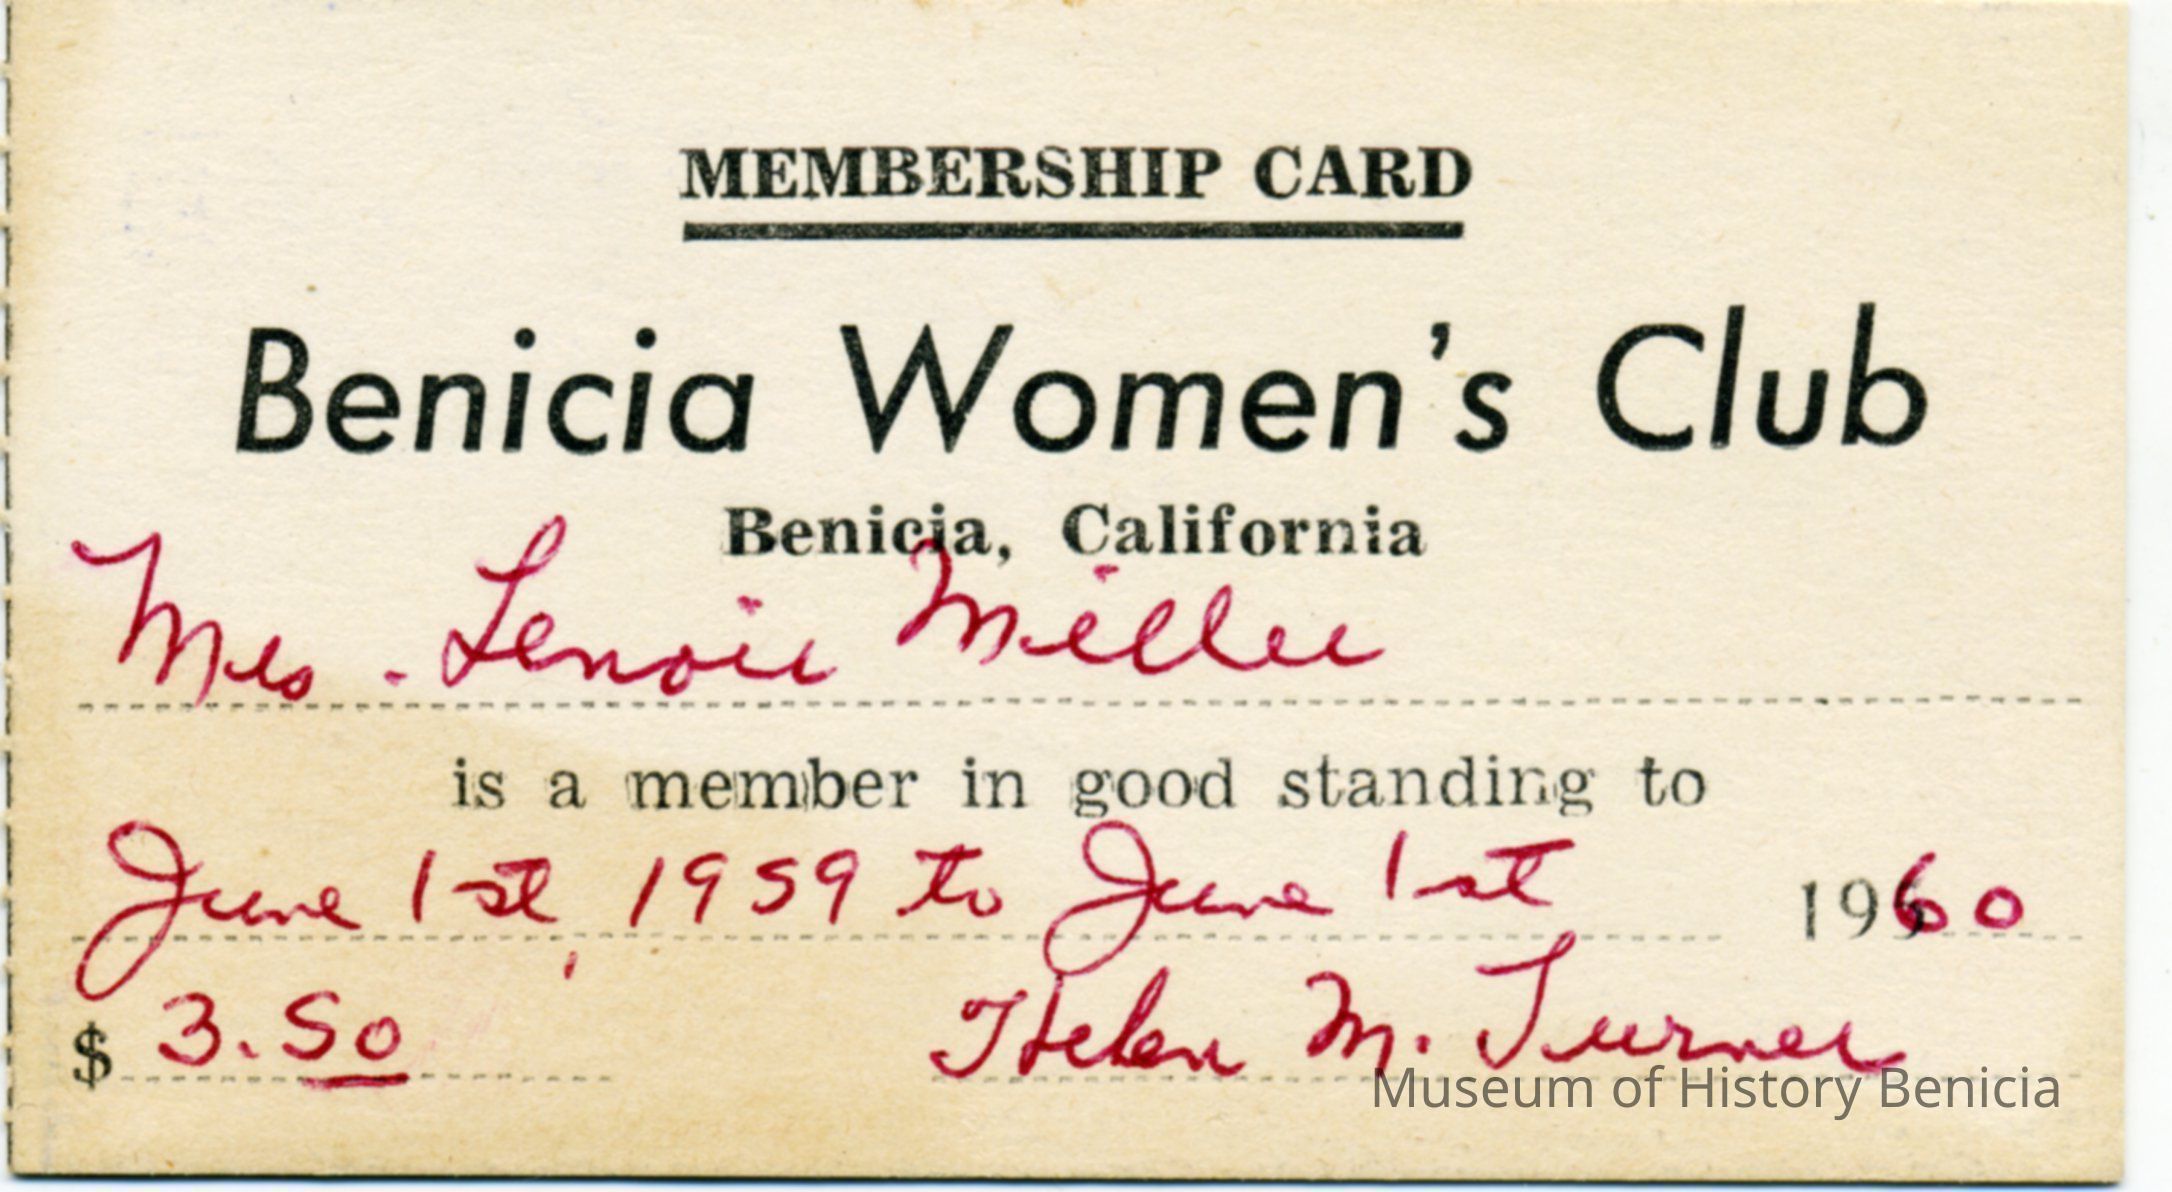 MEMBERSHIP CARD
Benicia Women's Club
Benicia, California
Mrs. Lenoir Miller
is a member in good standing to
June 1st, 1959 to June 1st 1960
$ 3.50 Helen M. Turner
Museum of History Benicia